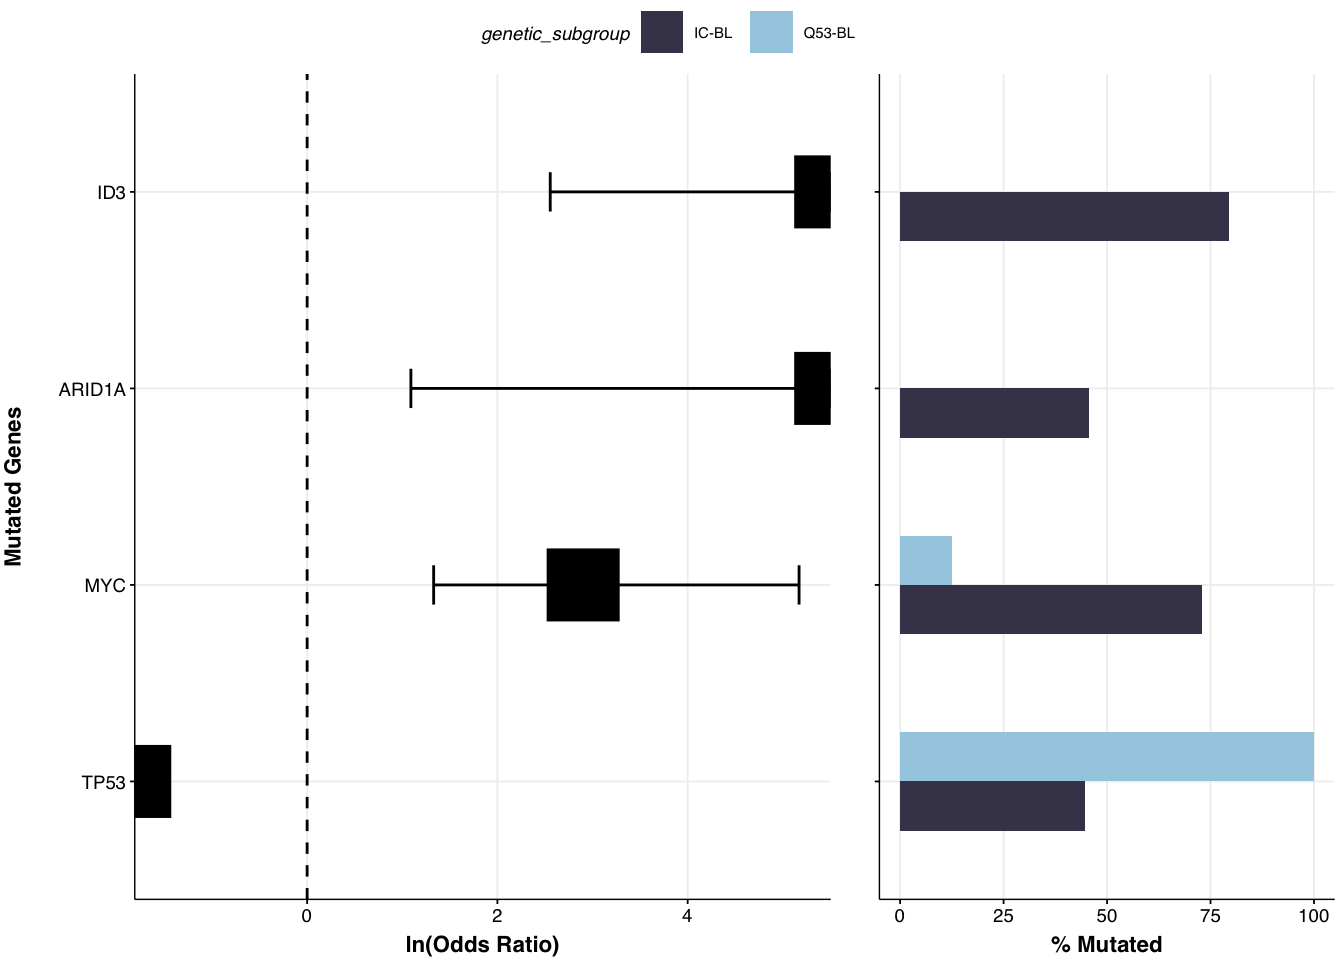 genetic_subgroup IC-BL Q53-BL
Mutated Genes
ID3
ARID1A
MYC
TP53
0 2 4
ln(Odds Ratio)
0 25 50 75 100
% Mutated